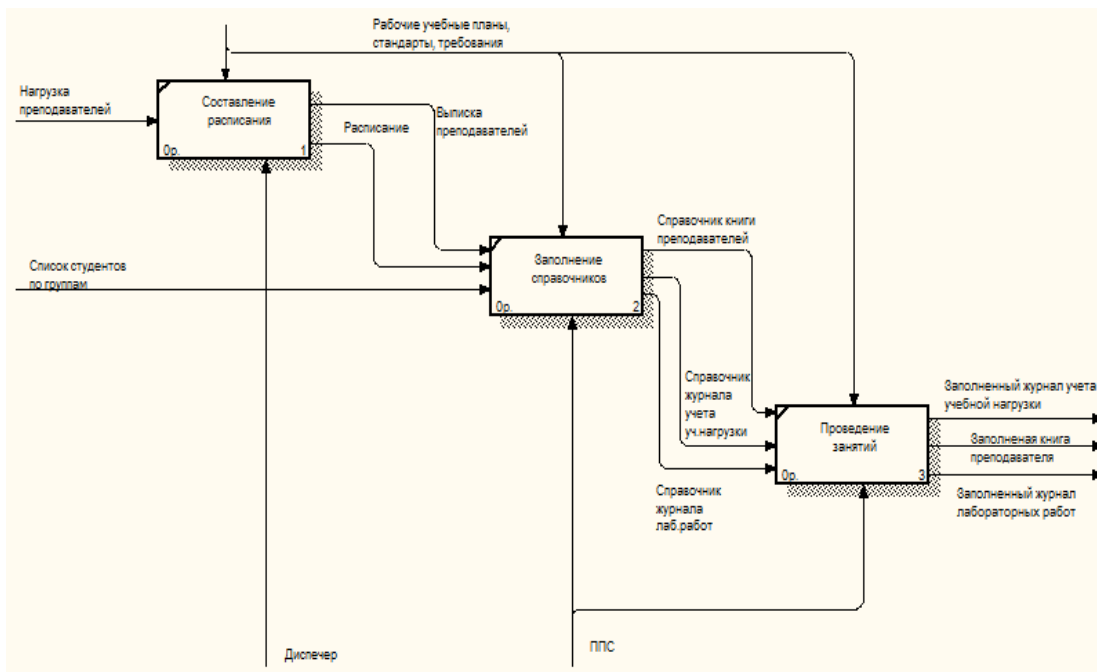 Рабочие учебные планы,
стандарты, требования
Нагрузка
преподавателей
Составление
расписания
0р.
1
Расписание
Выписка
преподавателей
Список студентов
по группам
Заполнение
справочников
0р.
2
Справочник книги
преподавателей
Справочник
журнала
учета
уч.нагрузки
Справочник
журнала
лаб.работ
Проведение
занятий
0р.
3
Заполненный журнал учета
учебной нагрузки
Заполненая книга
преподавателя
Заполненный журнал
лабораторных работ
Диспечер
ППС